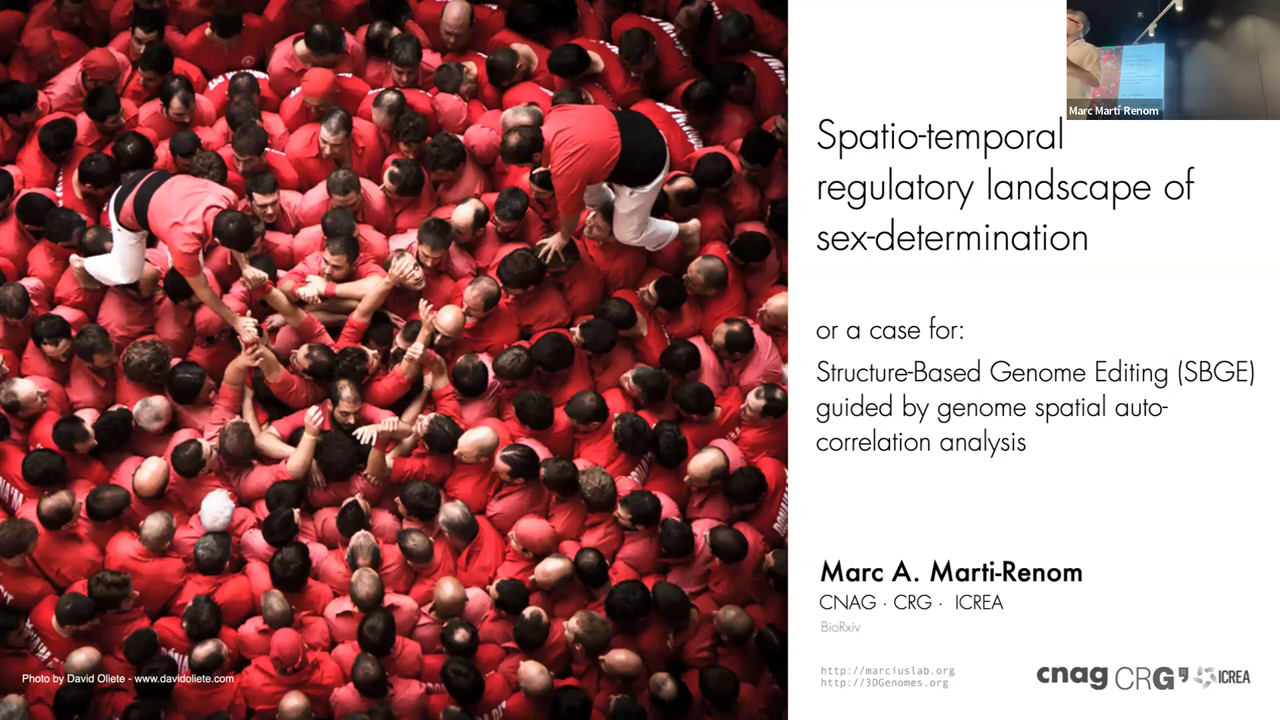 Marc Martí Renom
Spatio-temporal
regulatory landscape of
sex-determination
or a case for:
Structure-Based Genome Editing (SBGE)
guided by genome spatial auto-
correlation analysis
Marc A. Marti-Renom
CNAG · CRG · ICREA
BioRxiv
http://marciuslab.org
http://3DGenomes.org
cnag CRG ICREA
Photo by David Oliete - www.davidoliete.com